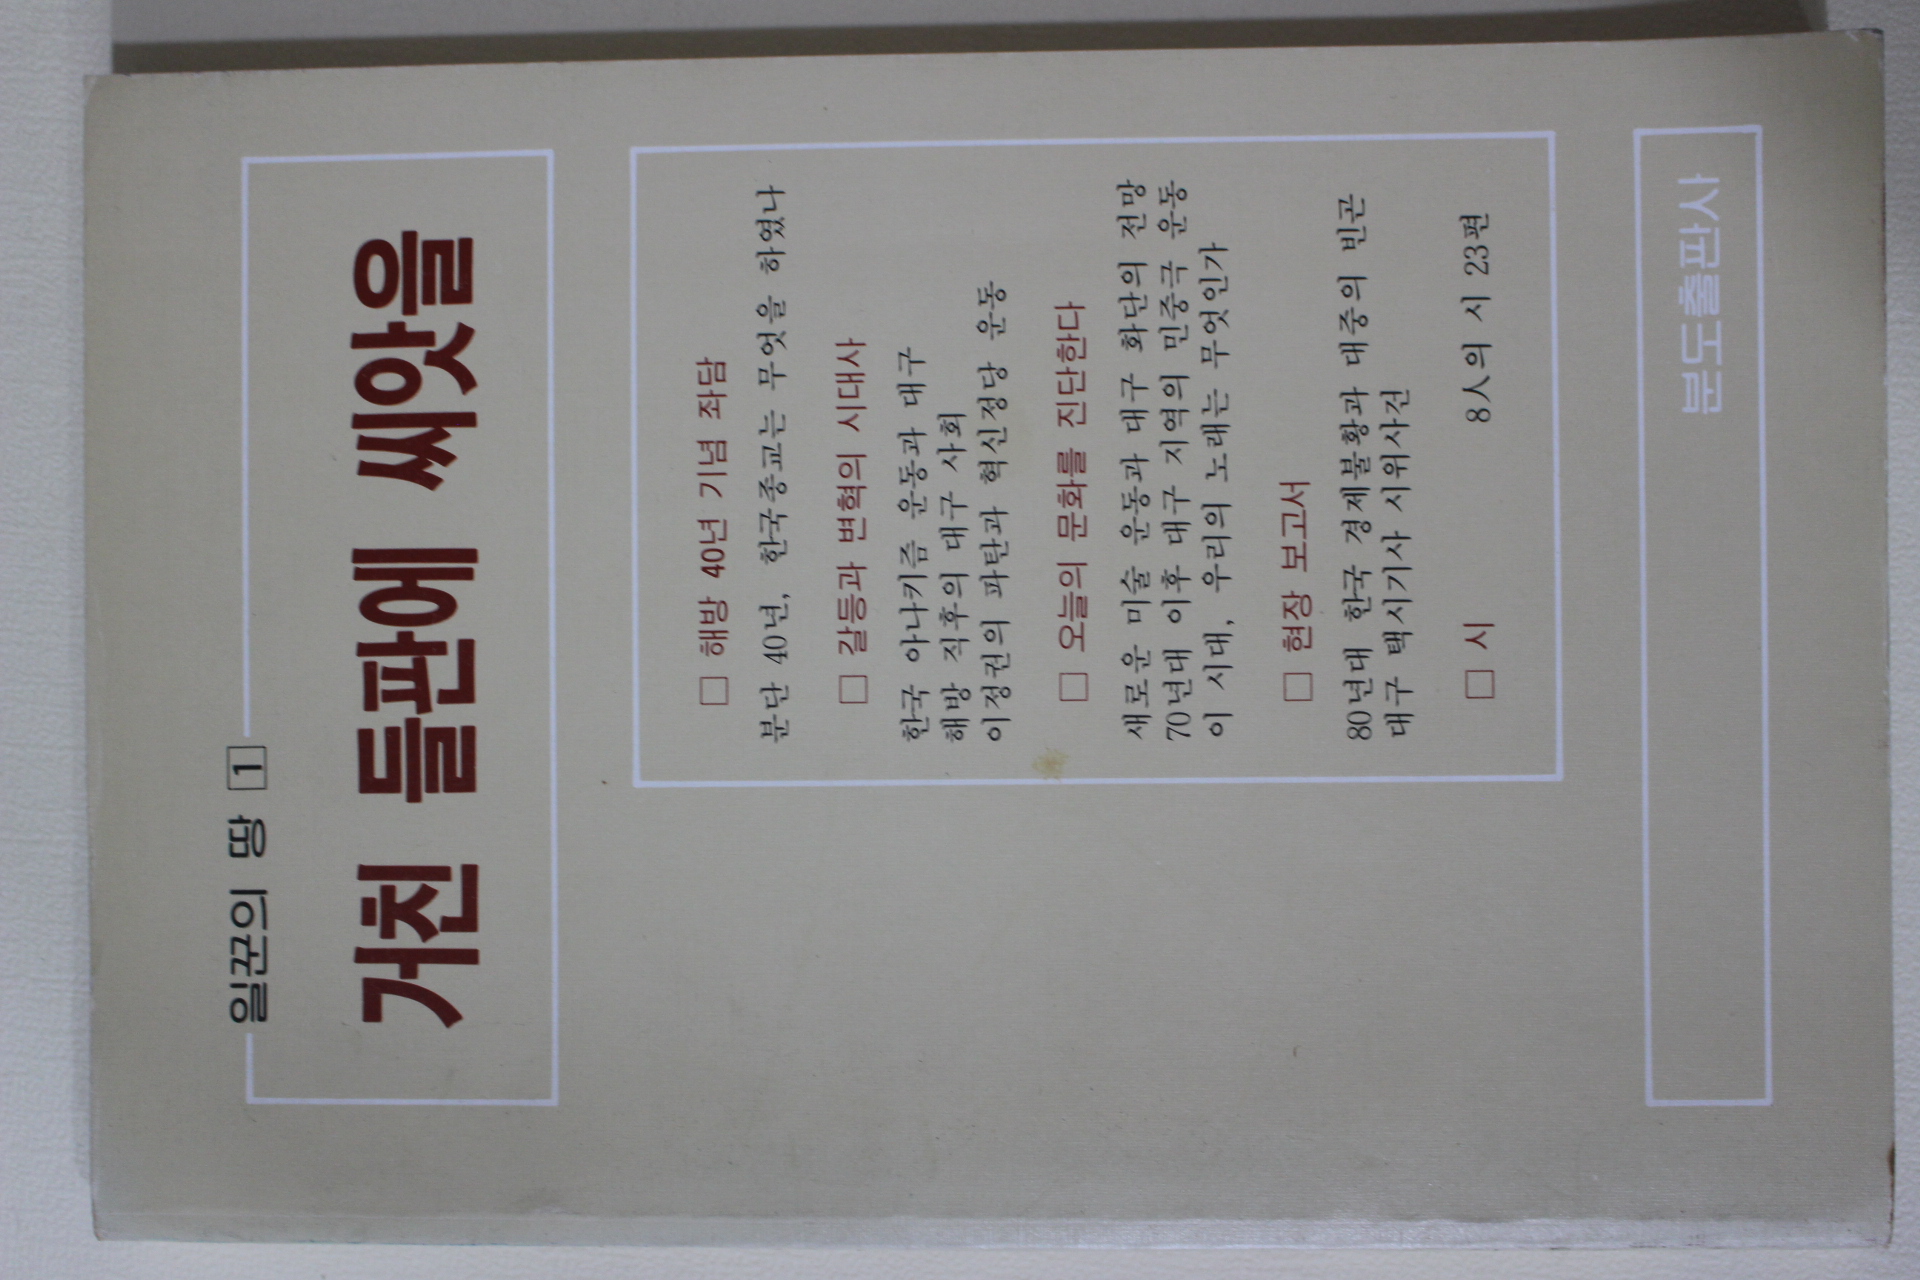 일꾼의 땅 1
거친 들판에 씨앗을
□ 해방 40년 기념 좌담
분단 40년, 한국종교는 무엇을 하였나
□ 갈등과 변혁의 시대사
한국 아나키즘 운동과 대구
해방 직후의 대구 사회
이정권의 파탄과 혁신정당 운동
□ 오늘의 문화를 진단한다
새로운 미술 운동과 대구 화단의 전망
70년대 이후 대구 지역의 민중극 운동
이 시대, 우리의 노래는 무엇인가
□ 현장 보고서
80년대 한국 경제불황과 대중의 빈곤
대구 택시기사 시위사건
□ 시 8人의 시 23편
분도출판사